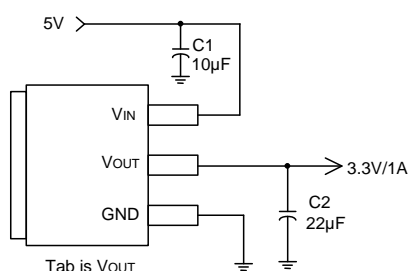 5V
C1
10µF
VIN
VOUT
3.3V/1A
C2
22µF
GND
Tab is VOUT